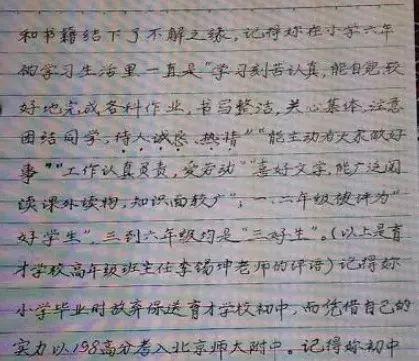 和书籍结下了不解之缘，记得妳在小学六年
的学习生活里一直是"学习刻苦认真，能自觉较
好地完成各科作业，书写整洁，关心集体，注意
团结同学，待人诚恳、热情""能主动为大家做好
事""工作认真负责，爱劳动""喜好文学，能广泛阅
读课外读物，知识面较广"，一、二年级被评为"
好学生"，三到六年级均是"三好生"。(以上是育
才学校高年级班主任李锡坤老师的评语)记得妳
小学毕业时放弃保送育才学校初中，而凭借自己的
实力以198高分考入北京师大附中。记得妳初中